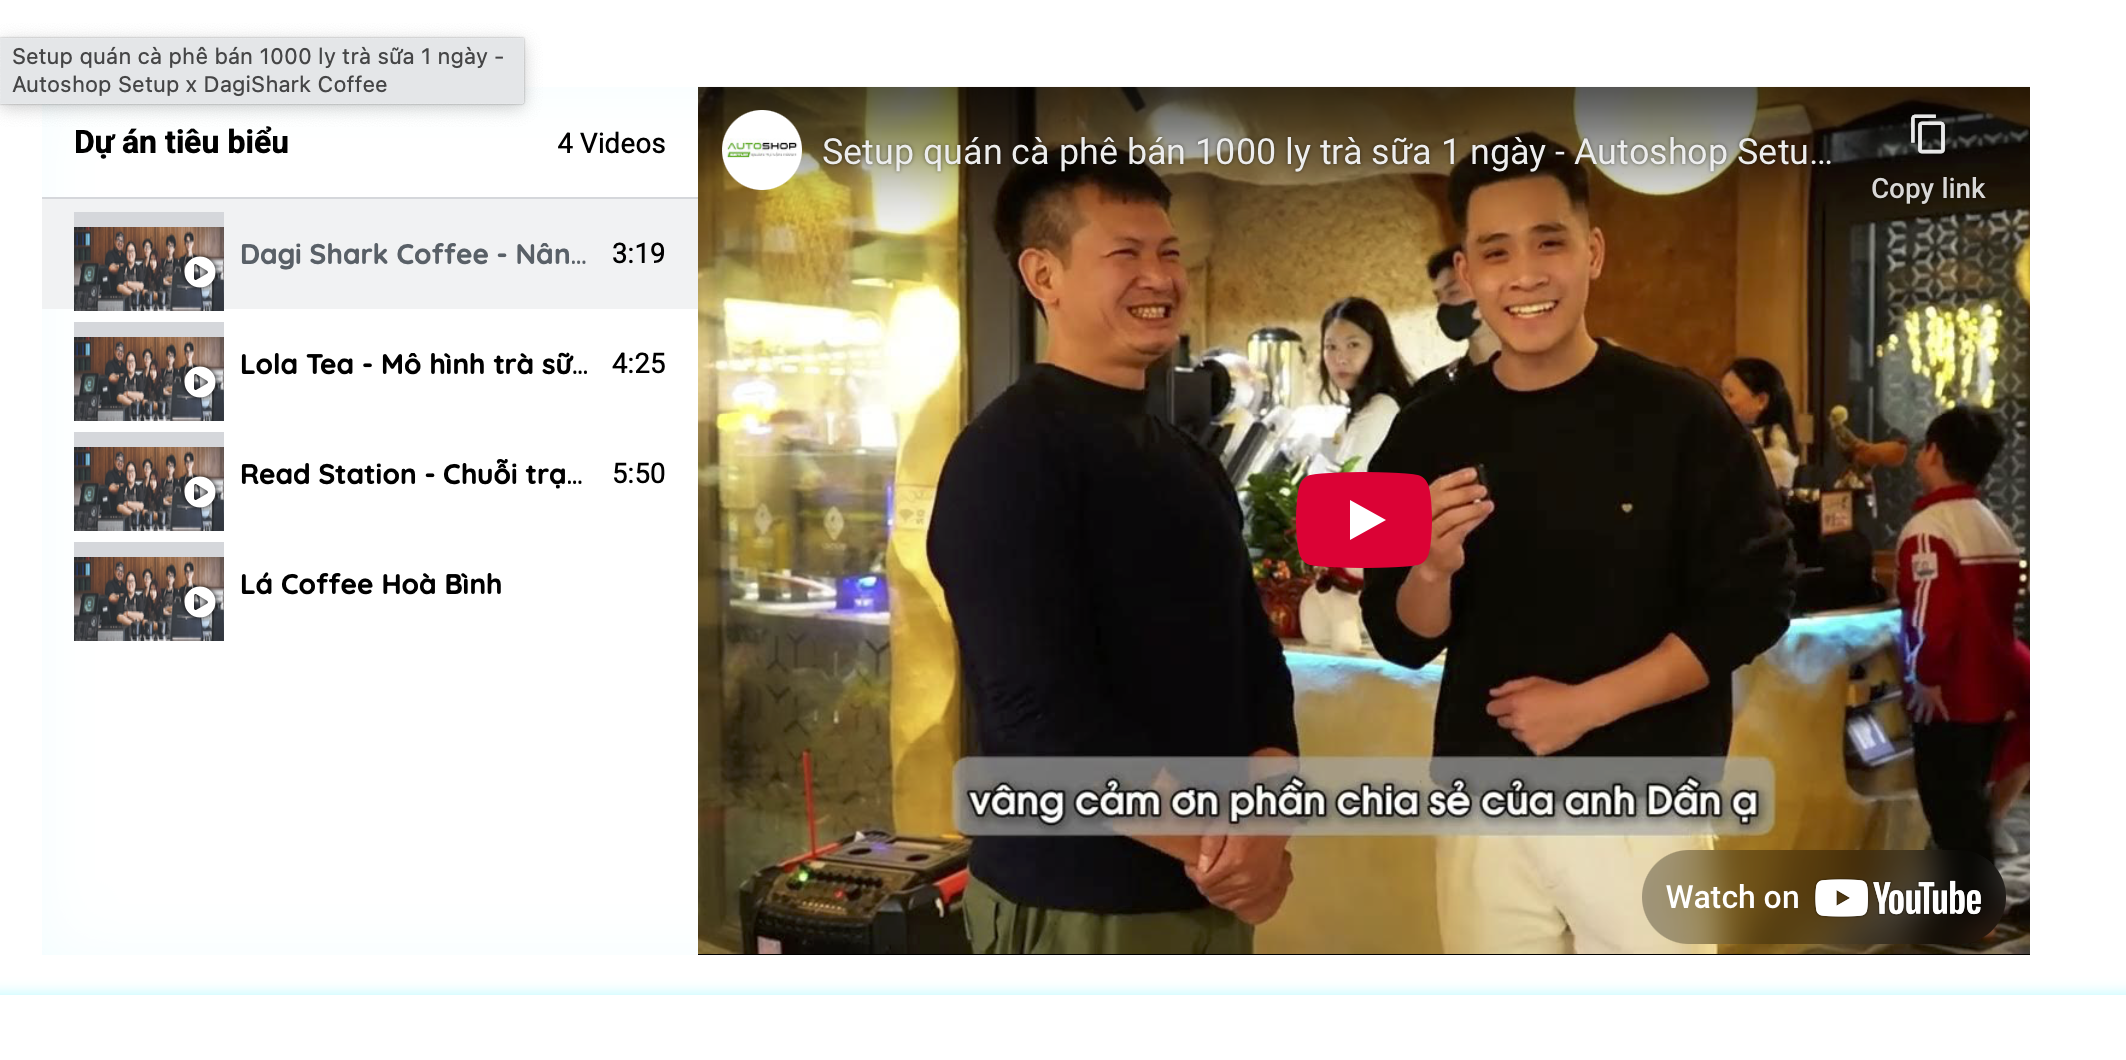 Setup quán cà phê bán 1000 ly trà sữa 1 ngày -
Autoshop Setup x DagiShark Coffee
Dự án tiêu biểu
4 Videos
Dagi Shark Coffee - Nân...
3:19
Lola Tea - Mô hình trà sữ...
4:25
Read Station - Chuỗi trạ...
5:50
Lá Coffee Hoà Bình
AUTOSHOP
Setup quán cà phê bán 1000 ly trà sữa 1 ngày - Autoshop Setu...
Copy link
vâng cảm ơn phần chia sẻ của anh Dần ạ
Watch on YouTube